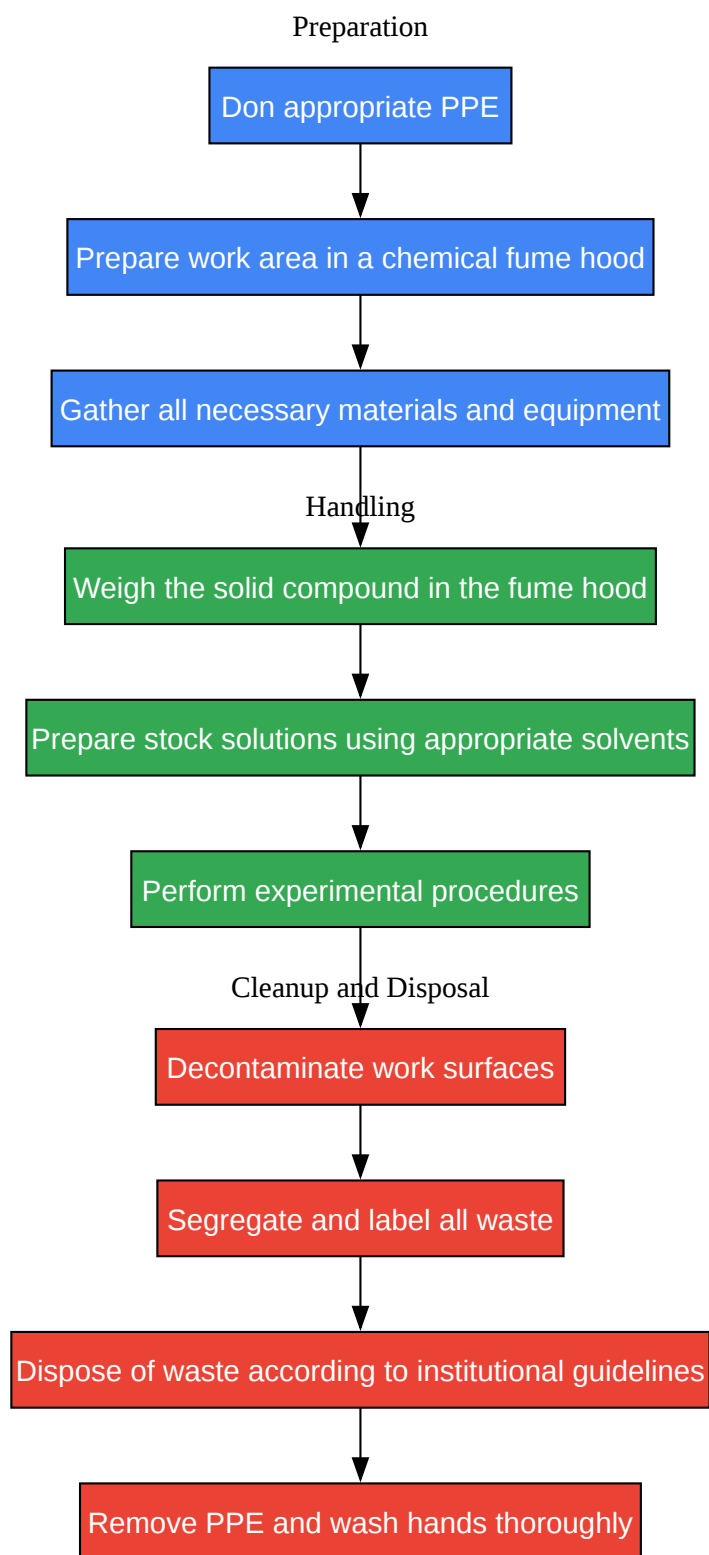 Preparation
Don appropriate PPE
Prepare work area in a chemical fume hood
Gather all necessary materials and equipment
Handling
Weigh the solid compound in the fume hood
Prepare stock solutions using appropriate solvents
Perform experimental procedures
Cleanup and Disposal
Decontaminate work surfaces
Segregate and label all waste
Dispose of waste according to institutional guidelines
Remove PPE and wash hands thoroughly